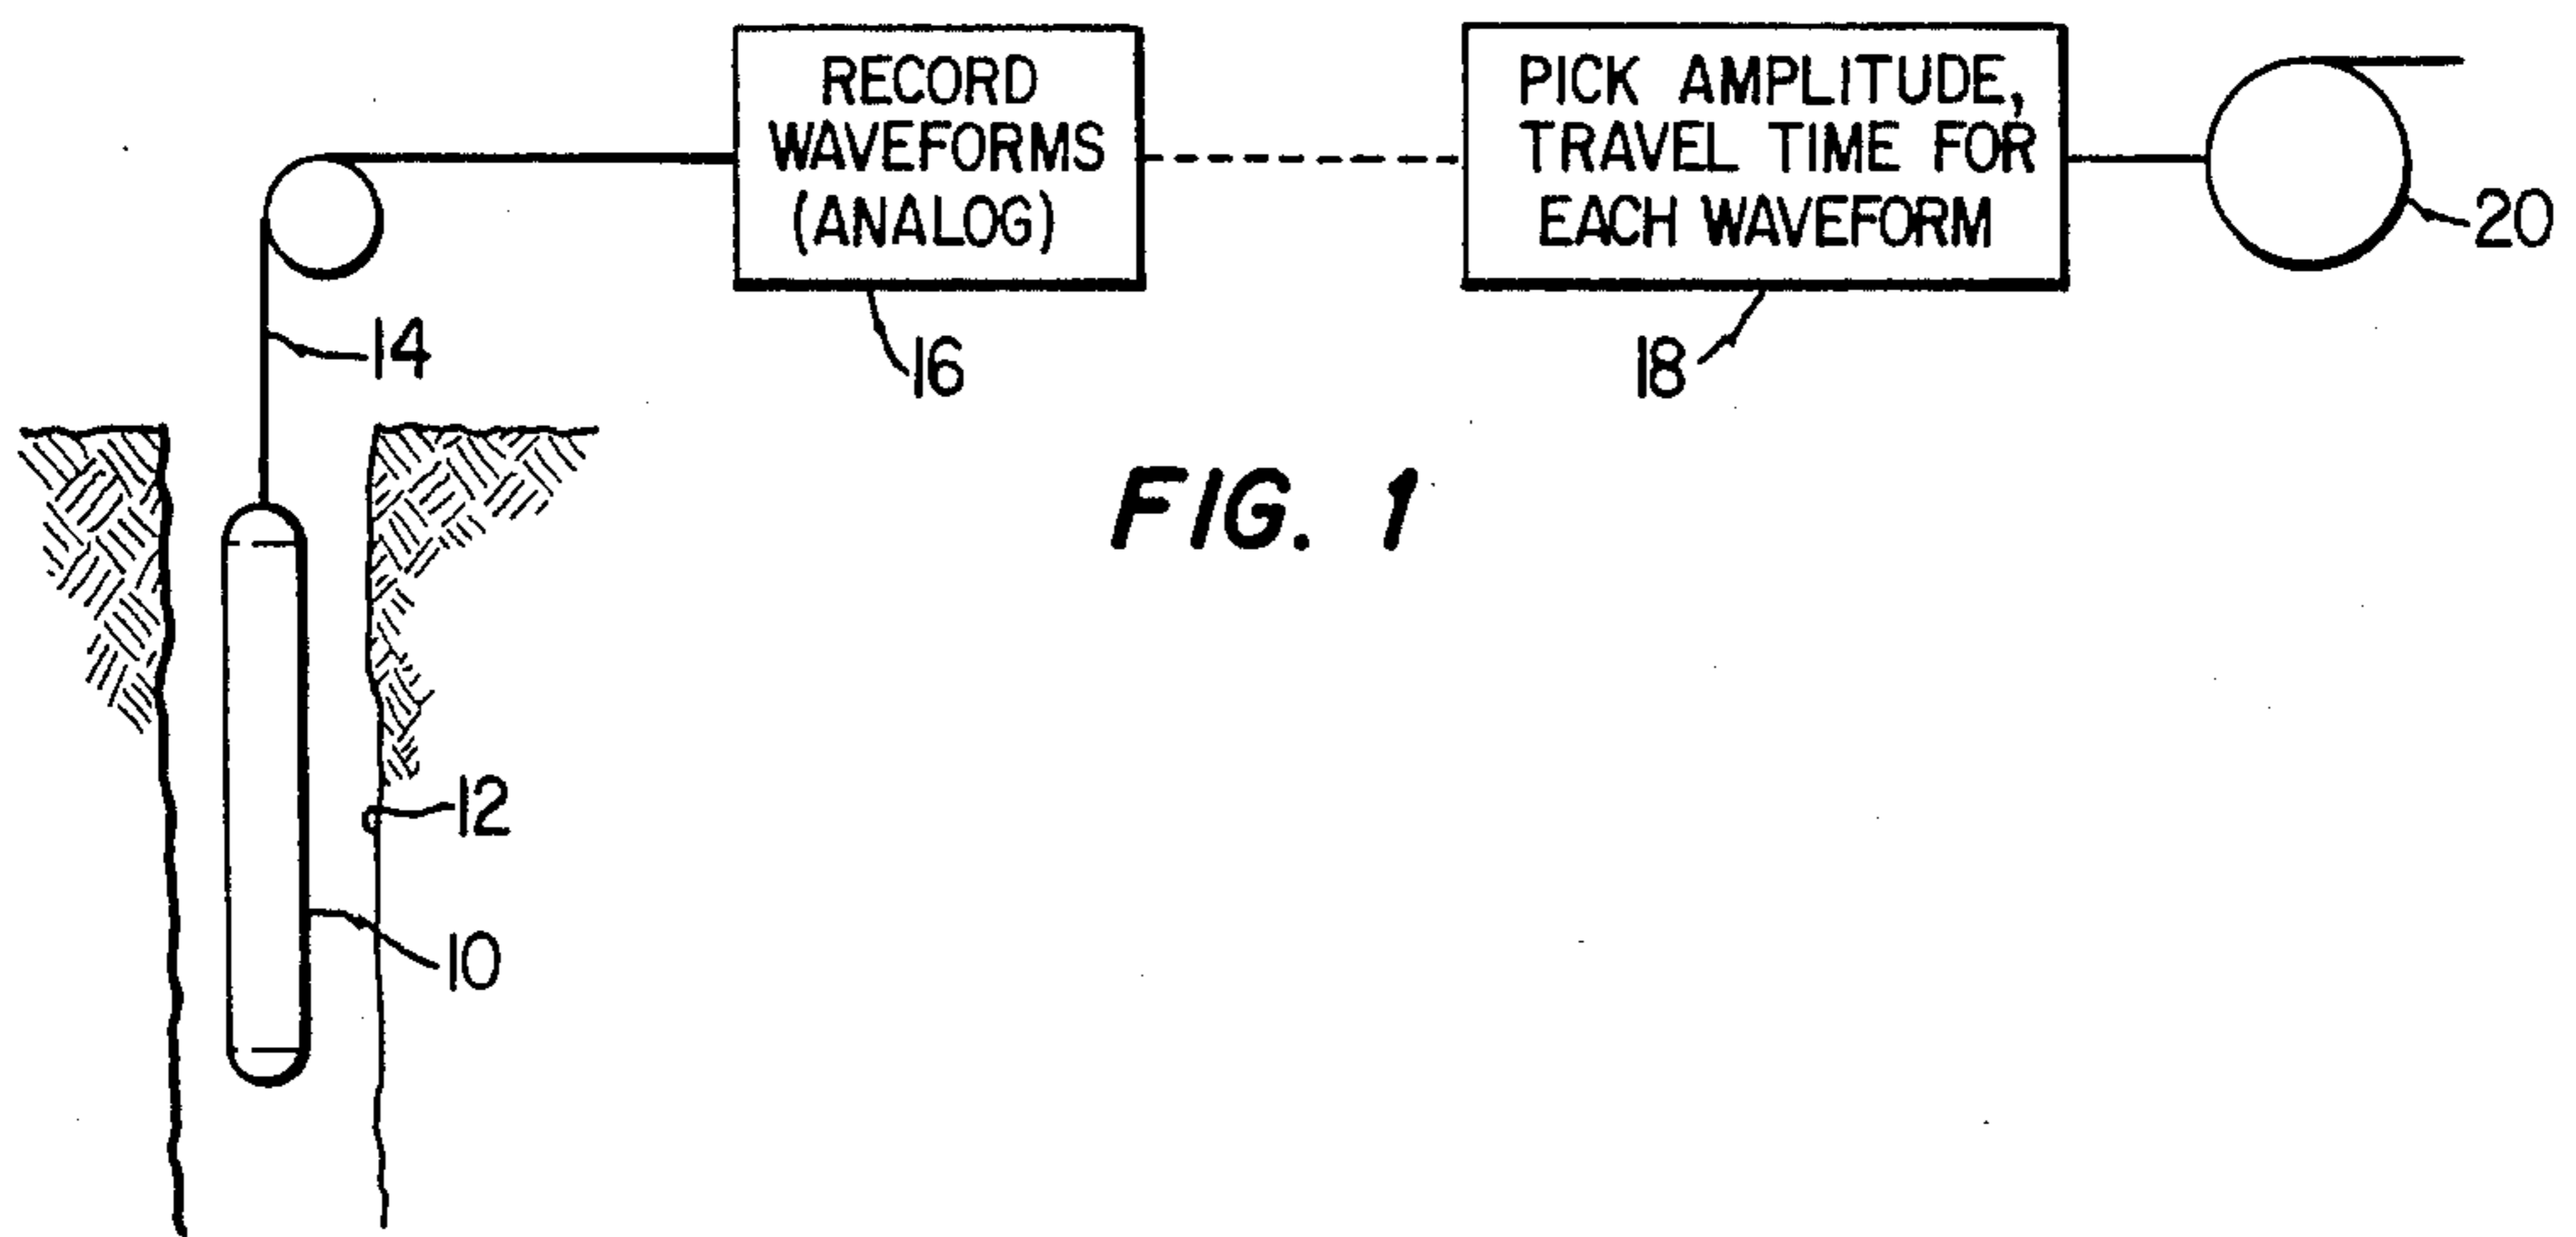 RECORD
WAVEFORMS
(ANALOG)
PICK AMPLITUDE,
TRAVEL TIME FOR
EACH WAVEFORM
20
14
16
18
FIG. 1
12
10